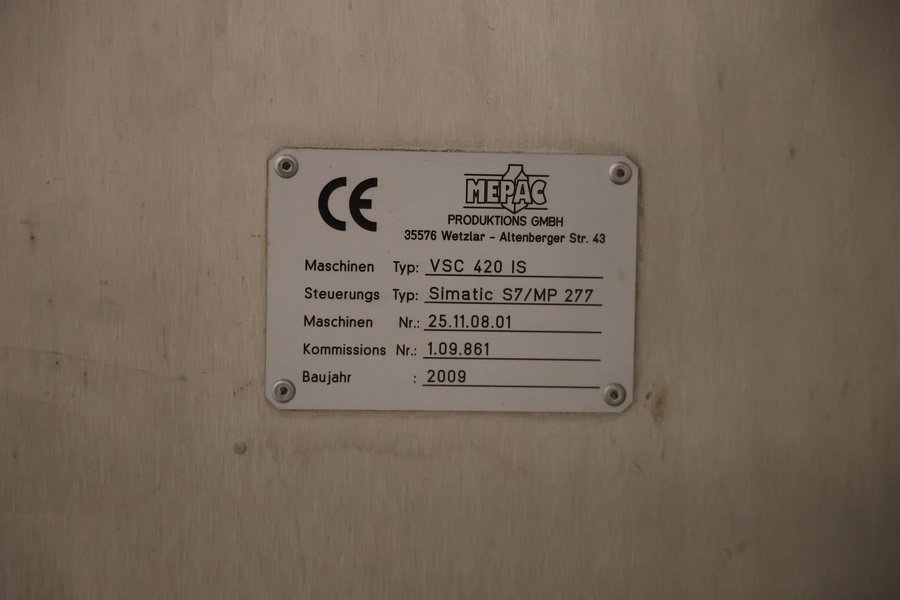 CE
MEPAC
PRODUKTIONS GMBH
35576 Wetzlar - Altenberger Str. 43
Maschinen Typ: VSC 420 IS
Steuerungs Typ: Simatic S7/MP 277
Maschinen Nr.: 25.11.08.01
Kommissions Nr.: 1.09.861
Baujahr : 2009